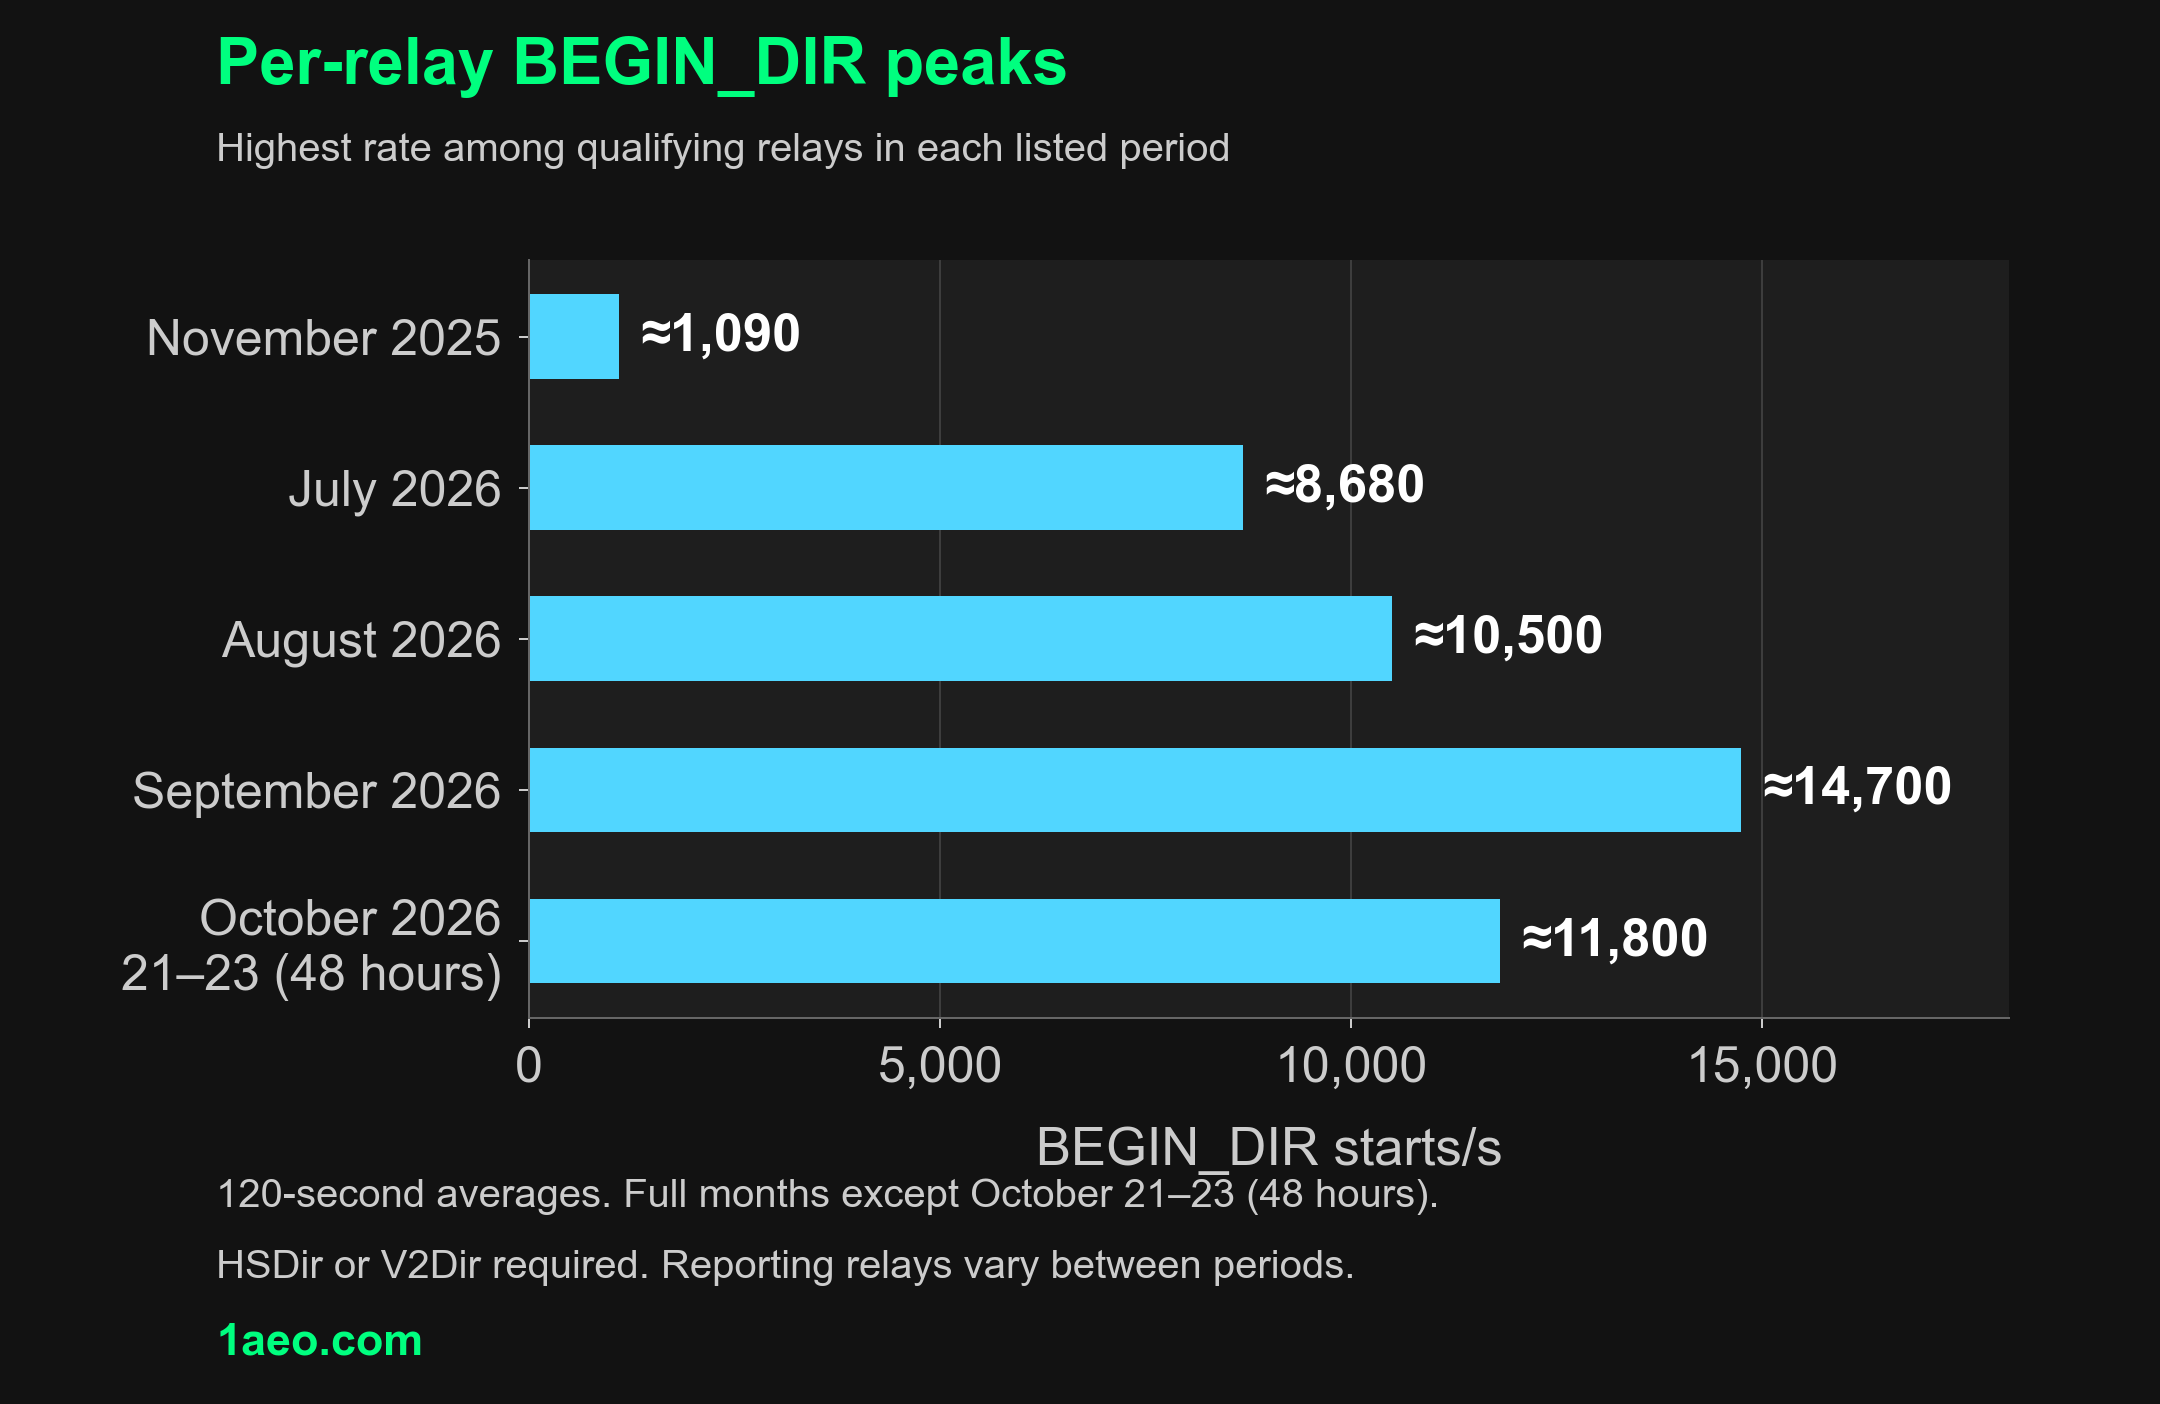 Per-relay BEGIN_DIR peaks
Highest rate among qualifying relays in each listed period
November 2025
≈1,090
July 2026
≈8,680
August 2026
≈10,500
September 2026
≈14,700
October 2026
21–23 (48 hours)
≈11,800
0
5,000
10,000
15,000
BEGIN_DIR starts/s
120-second averages. Full months except October 21–23 (48 hours).
HSDir or V2Dir required. Reporting relays vary between periods.
1aeo.com